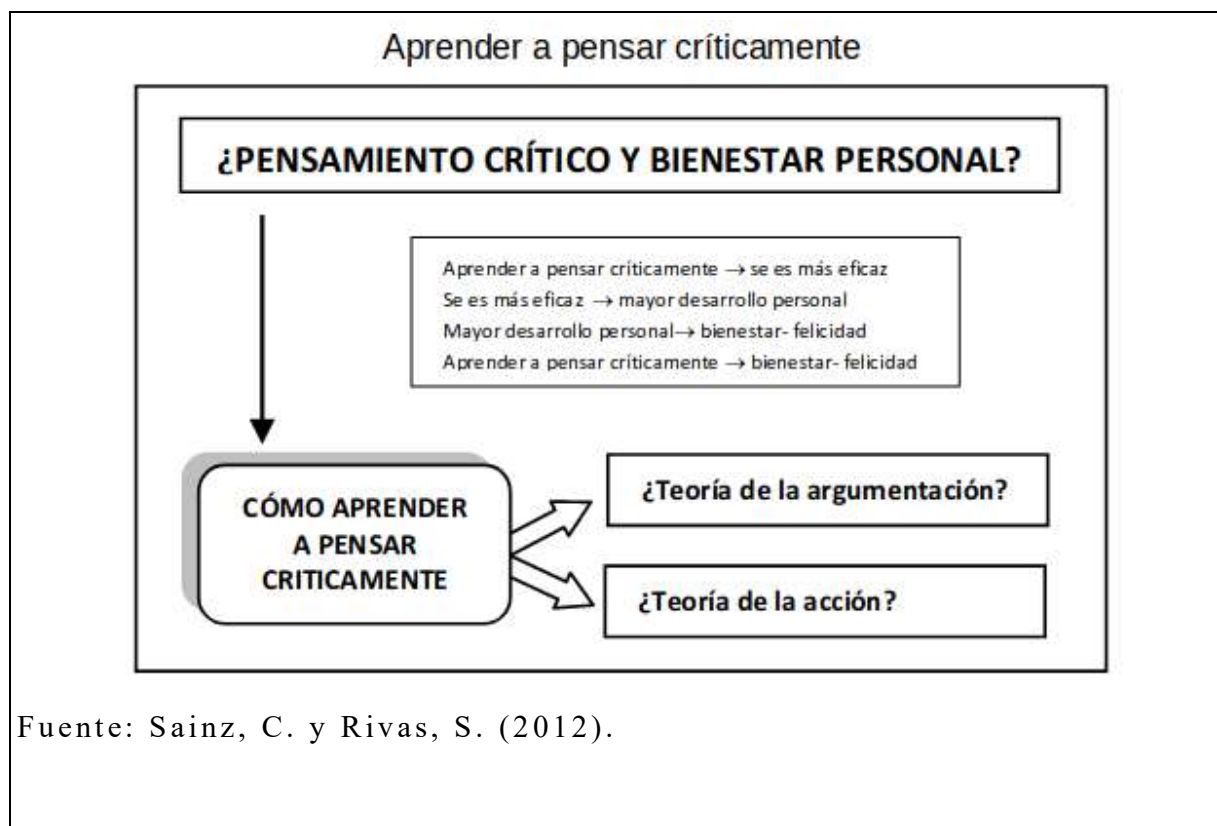 Aprender a pensar críticamente
¿PENSAMIENTO CRÍTICO Y BIENESTAR PERSONAL?
Aprender a pensar críticamente → se es más eficaz
Se es más eficaz → mayor desarrollo personal
Mayor desarrollo personal→ bienestar- felicidad
Aprender a pensar críticamente → bienestar- felicidad
CÓMO APRENDER
A PENSAR
CRITICAMENTE
¿Teoría de la argumentación?
¿Teoría de la acción?
Fuente: Sainz, C. y Rivas, S. (2012).